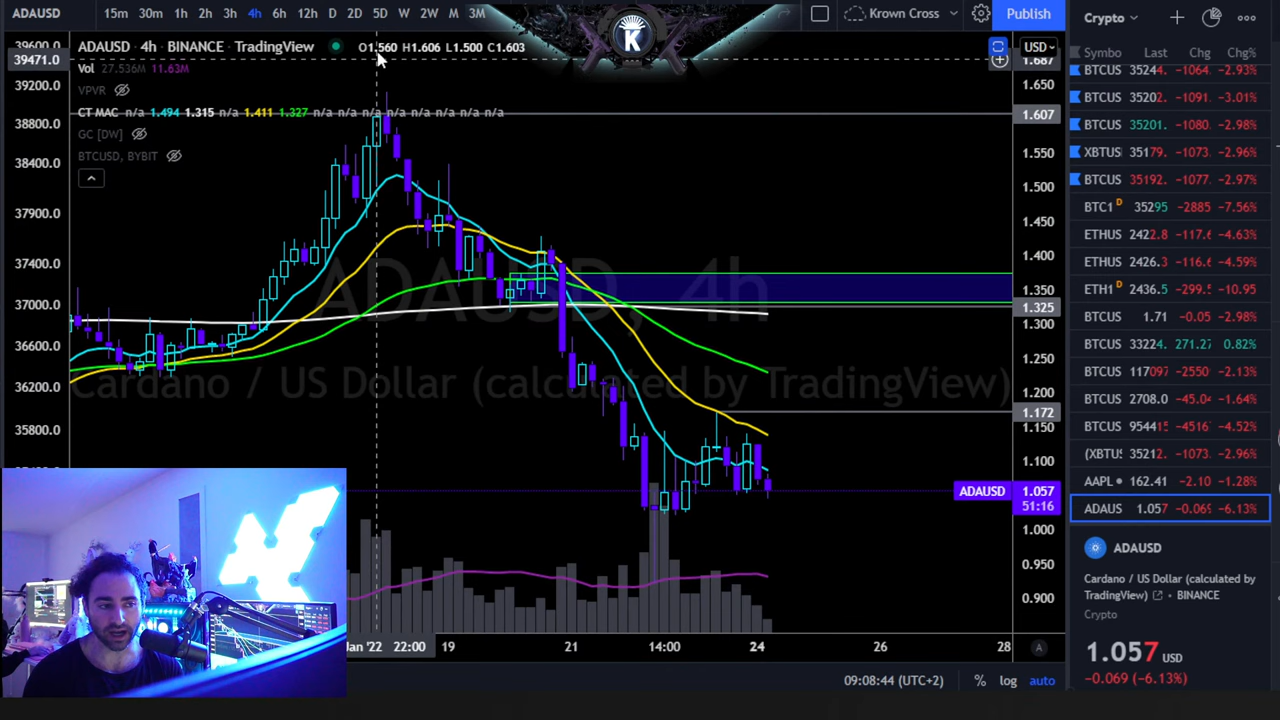 ADAUSD 15m 30m 1h 2h 3h 4h 6h 12h D 2D 5D W 2W M 3M
K
Krown Cross
Publish
ADAUSD · 4h · BINANCE · TradingView O1.560 H1.606 L1.500 C1.603
Vol 27.536M 11.63M
VPVR
CT MAC n/a 1.494 1.315 n/a 1.411 1.327 n/a n/a n/a n/a n/a n/a n/a n/a
GC [DW]
BTCUSD, BYBIT
39600.0
39471.0
39200.0
38800.0
38400.0
37900.0
37400.0
37000.0
36600.0
36200.0
35800.0
ADAUSD, 4h
Cardano / US Dollar (calculated by TradingView)
USD
1.687
1.650
1.607
1.550
1.500
1.450
1.400
1.350
1.325
1.300
1.250
1.200
1.172
1.150
1.100
ADAUSD 1.057
51:16
1.000
0.950
0.900
Jan '22 22:00 19 21 14:00 24 26 28 A
09:08:44 (UTC+2) % log auto
Crypto
Symbo Last Chg Chg%
BTCUS 35244. -1064. -2.93%
BTCUS 35202. -1091. -3.01%
BTCUS 35201. -1080. -2.98%
XBTUS 35179. -1073. -2.96%
BTCUS 35192. -1077. -2.97%
BTC1 D 35295 -2885 -7.56%
ETHUS 2422.8 -117.6 -4.63%
ETHUS 2426.3 -116.6 -4.59%
ETH1 D 2436.5 -299.5 -10.95
BTCUS 1.71 -0.05 -2.98%
BTCUS 33224. 271.27 0.82%
BTCUS 117097 -2550 -2.13%
BTCUS 2708.0 -45.04 -1.64%
BTCUS 954415 -4516 -4.52%
(XBTUS 35212. -1073. -2.96%
AAPL 162.41 -2.10 -1.28%
ADAUS 1.057 -0.069 -6.13%
ADAUSD
Cardano / US Dollar (calculated by
TradingView) • BINANCE
Crypto
1.057 USD
-0.069 (-6.13%)